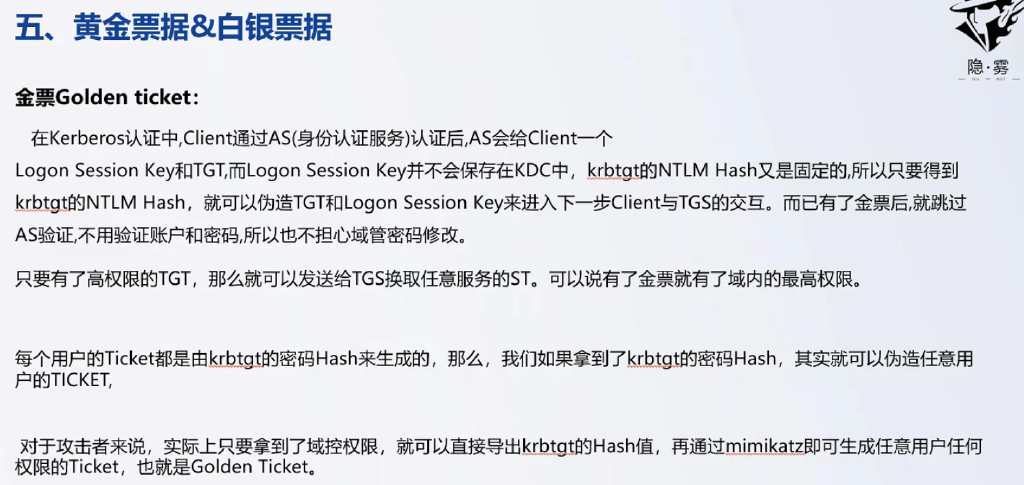 五、黄金票据&白银票据
隐·雾
金票Golden ticket：
在Kerberos认证中,Client通过AS(身份认证服务)认证后,AS会给Client一个
Logon Session Key和TGT,而Logon Session Key并不会保存在KDC中，krbtgt的NTLM Hash又是固定的,所以只要得到
krbtgt的NTLM Hash，就可以伪造TGT和Logon Session Key来进入下一步Client与TGS的交互。而已有了金票后,就跳过
AS验证,不用验证账户和密码,所以也不担心域管密码修改。
只要有了高权限的TGT，那么就可以发送给TGS换取任意服务的ST。可以说有了金票就有了域内的最高权限。
每个用户的Ticket都是由krbtgt的密码Hash来生成的，那么，我们如果拿到了krbtgt的密码Hash，其实就可以伪造任意用
户的TICKET,
对于攻击者来说，实际上只要拿到了域控权限，就可以直接导出krbtgt的Hash值，再通过mimikatz即可生成任意用户任何
权限的Ticket，也就是Golden Ticket。